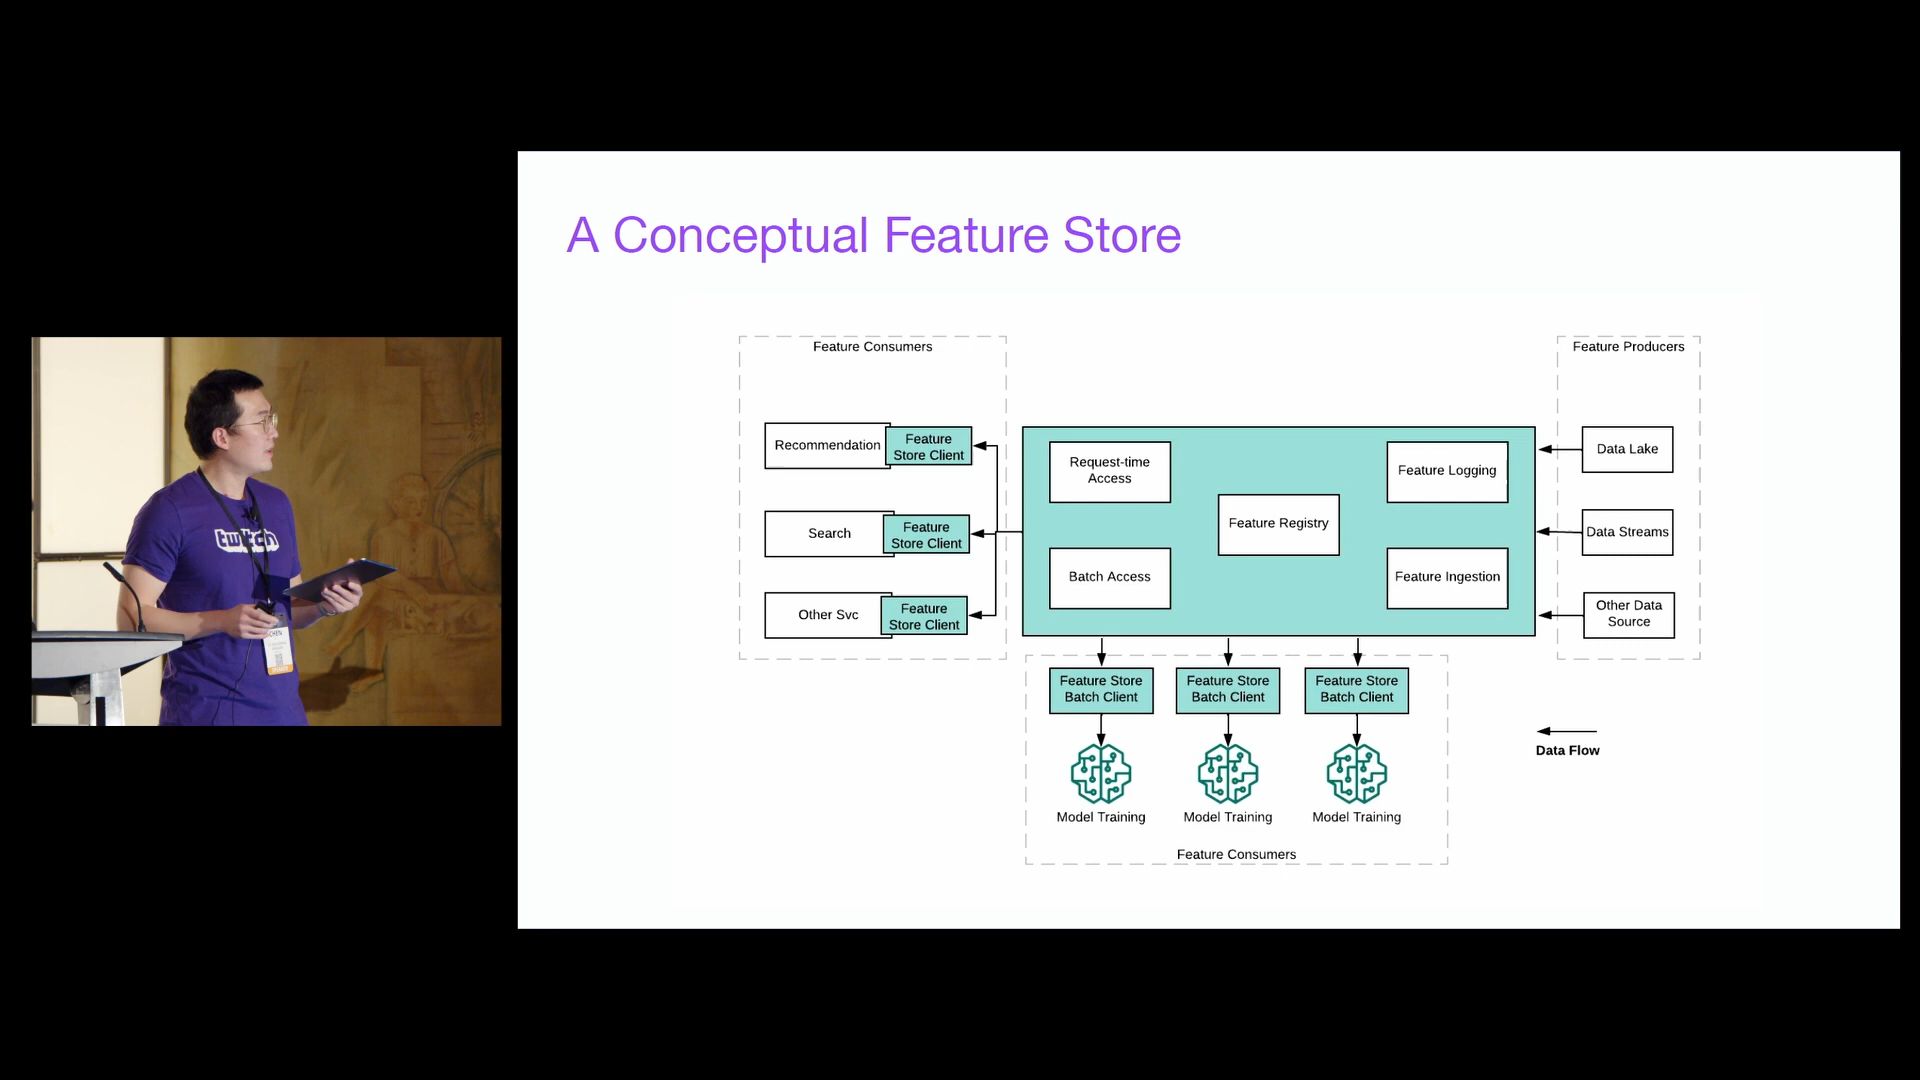 A Conceptual Feature Store
Feature Consumers
Feature Producers
Recommendation
Feature
Store Client
Search
Feature
Store Client
Other Svc
Feature
Store Client
Request-time
Access
Feature Logging
Feature Registry
Batch Access
Feature Ingestion
Data Lake
Data Streams
Other Data
Source
Feature Store
Batch Client
Feature Store
Batch Client
Feature Store
Batch Client
Model Training
Model Training
Model Training
Feature Consumers
Data Flow
twitch